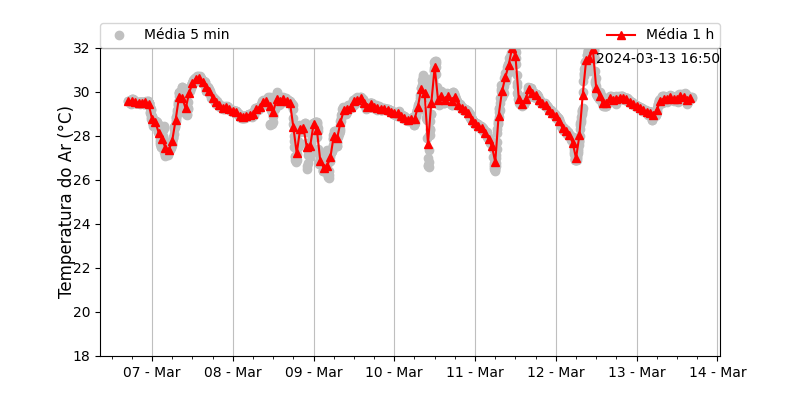 Média 5 min
Média 1 h
2024-03-13 16:50
Temperatura do Ar (°C)
32
30
28
26
24
22
20
18
07 - Mar
08 - Mar
09 - Mar
10 - Mar
11 - Mar
12 - Mar
13 - Mar
14 - Mar